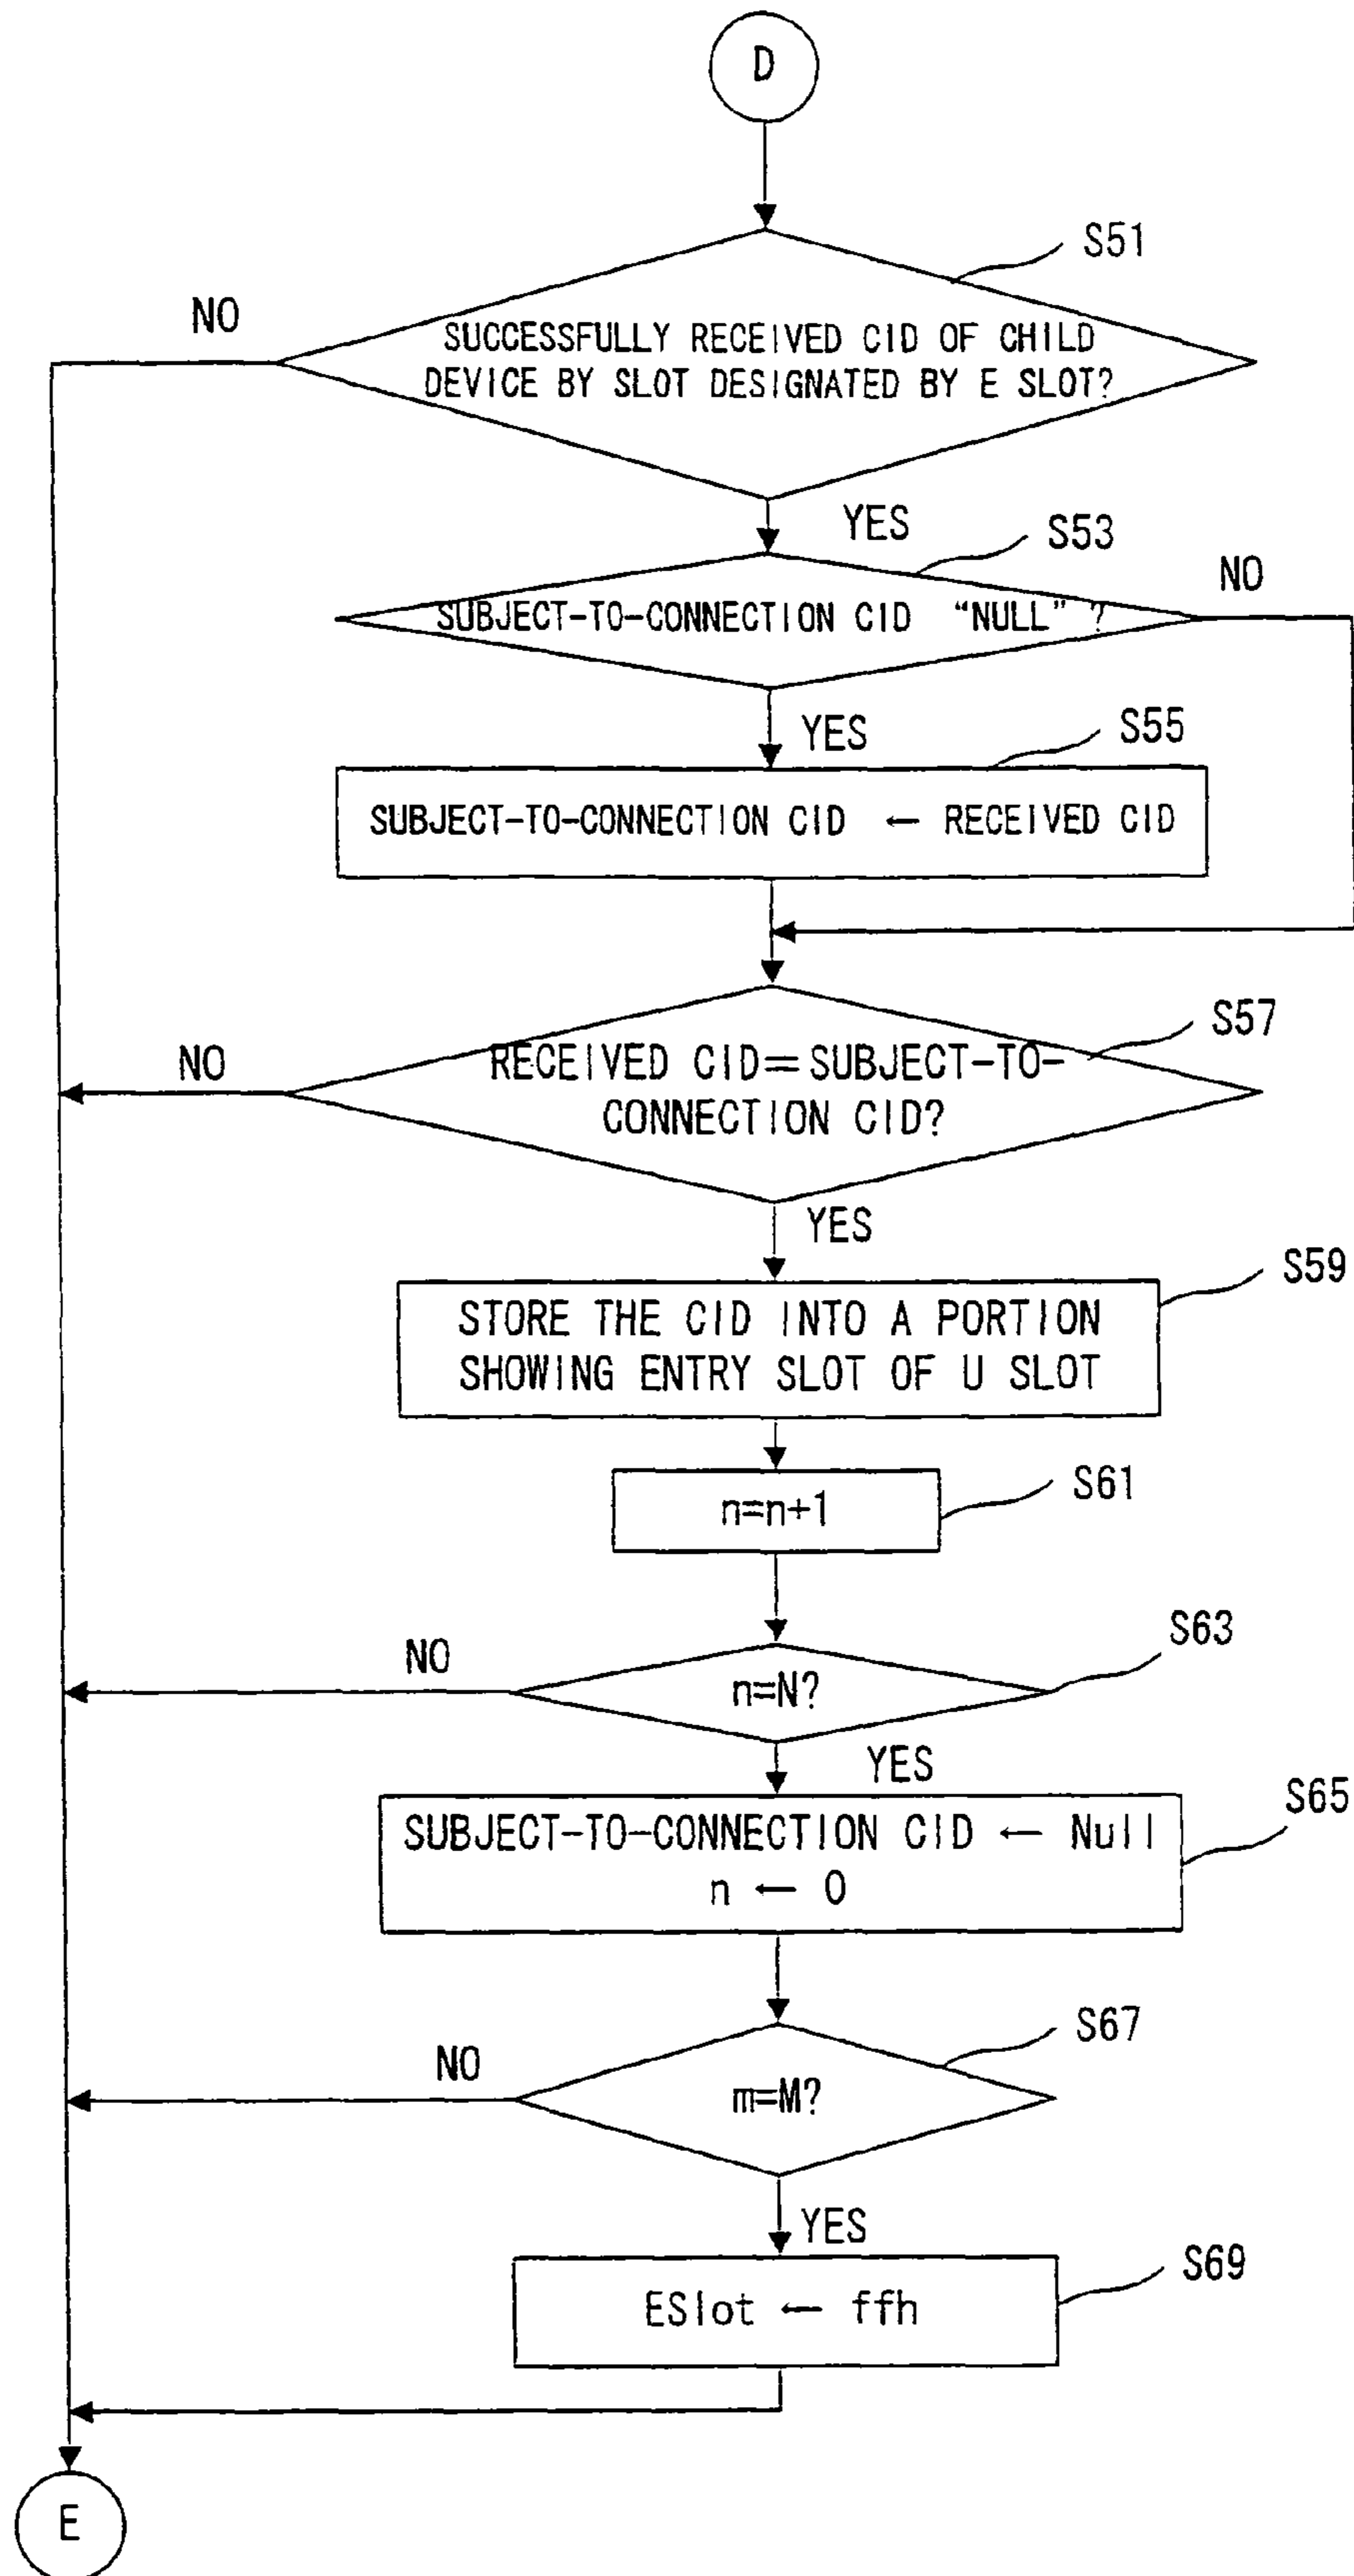 D
S51
NO
SUCCESSFULLY RECEIVED CID OF CHILD
DEVICE BY SLOT DESIGNATED BY E SLOT?
YES
S53
NO
SUBJECT-TO-CONNECTION CID “NULL” ?
YES
S55
SUBJECT-TO-CONNECTION CID ← RECEIVED CID
S57
NO
RECEIVED CID=SUBJECT-TO-
CONNECTION CID?
YES
S59
STORE THE CID INTO A PORTION
SHOWING ENTRY SLOT OF U SLOT
S61
n=n+1
S63
NO
n=N?
YES
S65
SUBJECT-TO-CONNECTION CID ← Null
n ← 0
S67
NO
m=M?
YES
S69
ESlot ← ffh
E